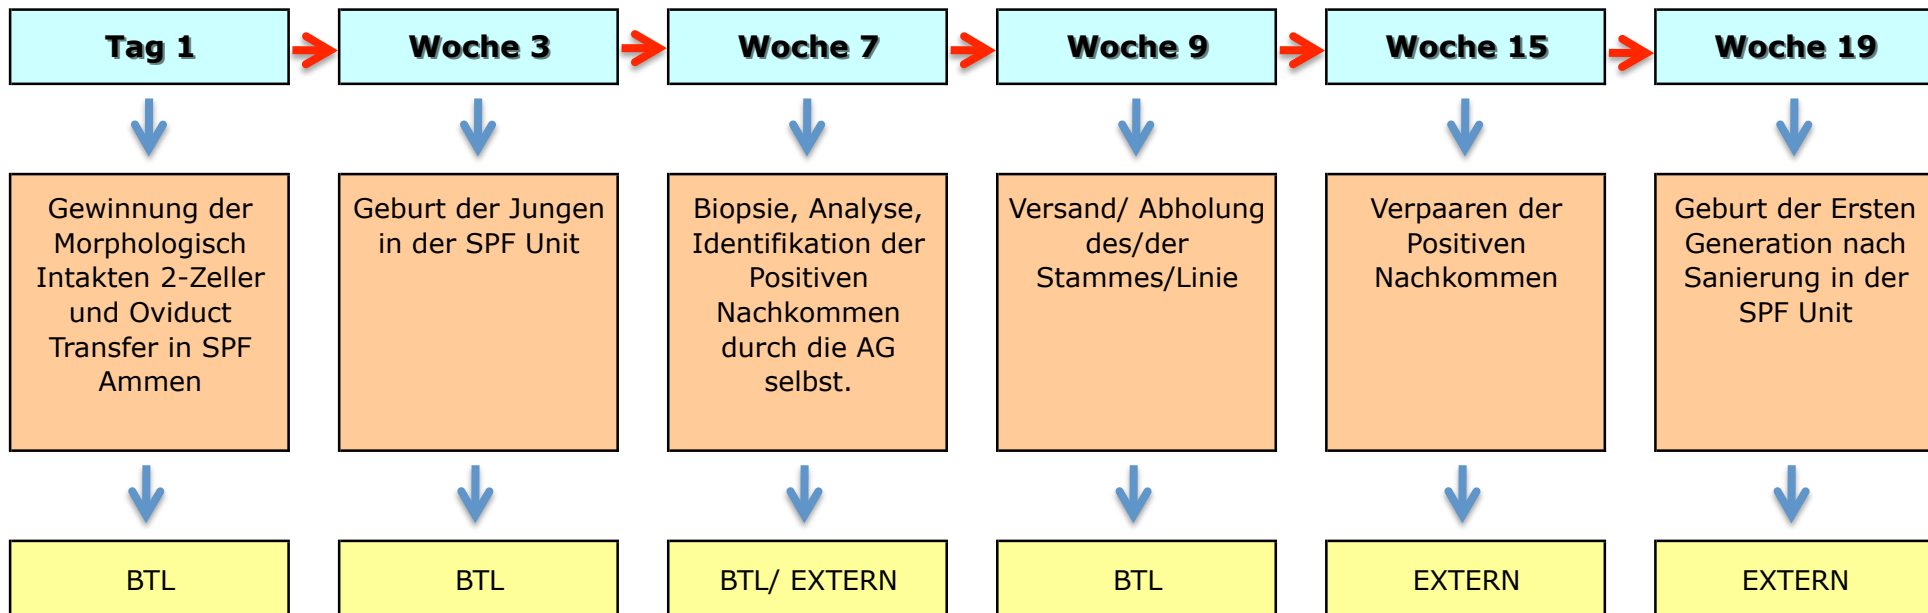 Tag 1
Woche 3
Woche 7
Woche 9
Woche 15
Woche 19
Gewinnung der
Morphologisch
Intakten 2-Zeller
und Oviduct
Transfer in SPF
Ammen
Geburt der Jungen
in der SPF Unit
Biopsie, Analyse,
Identifikation der
Positiven
Nachkommen
durch die AG
selbst.
Versand/ Abholung
des/der
Stammes/Linie
Verpaaren der
Positiven
Nachkommen
Geburt der Ersten
Generation nach
Sanierung in der
SPF Unit
BTL
BTL
BTL/ EXTERN
BTL
EXTERN
EXTERN